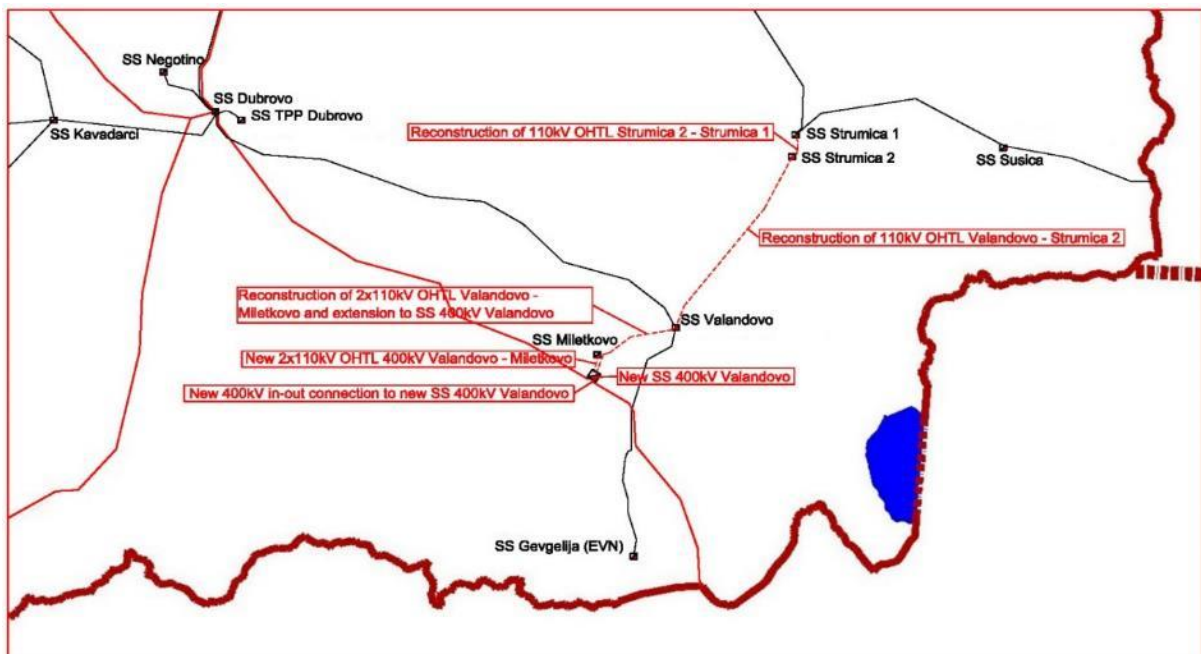 SS Negotino
SS Dubrovo
SS TPP Dubrovo
SS Kavadarci
Reconstruction of 110kV OHTL Strumica 2 - Strumica 1
SS Strumica 1
SS Strumica 2
SS Susica
Reconstruction of 110kV OHTL Valandovo - Strumica 2
Reconstruction of 2x110kV OHTL Valandovo -
Miletkovo and extension to SS 400kV Valandovo
SS Valandovo
SS Miletkovo
New 2x110kV OHTL 400kV Valandovo - Miletkovo
New SS 400kV Valandovo
New 400kV in-out connection to new SS 400kV Valandovo
SS Gevgelija (EVN)